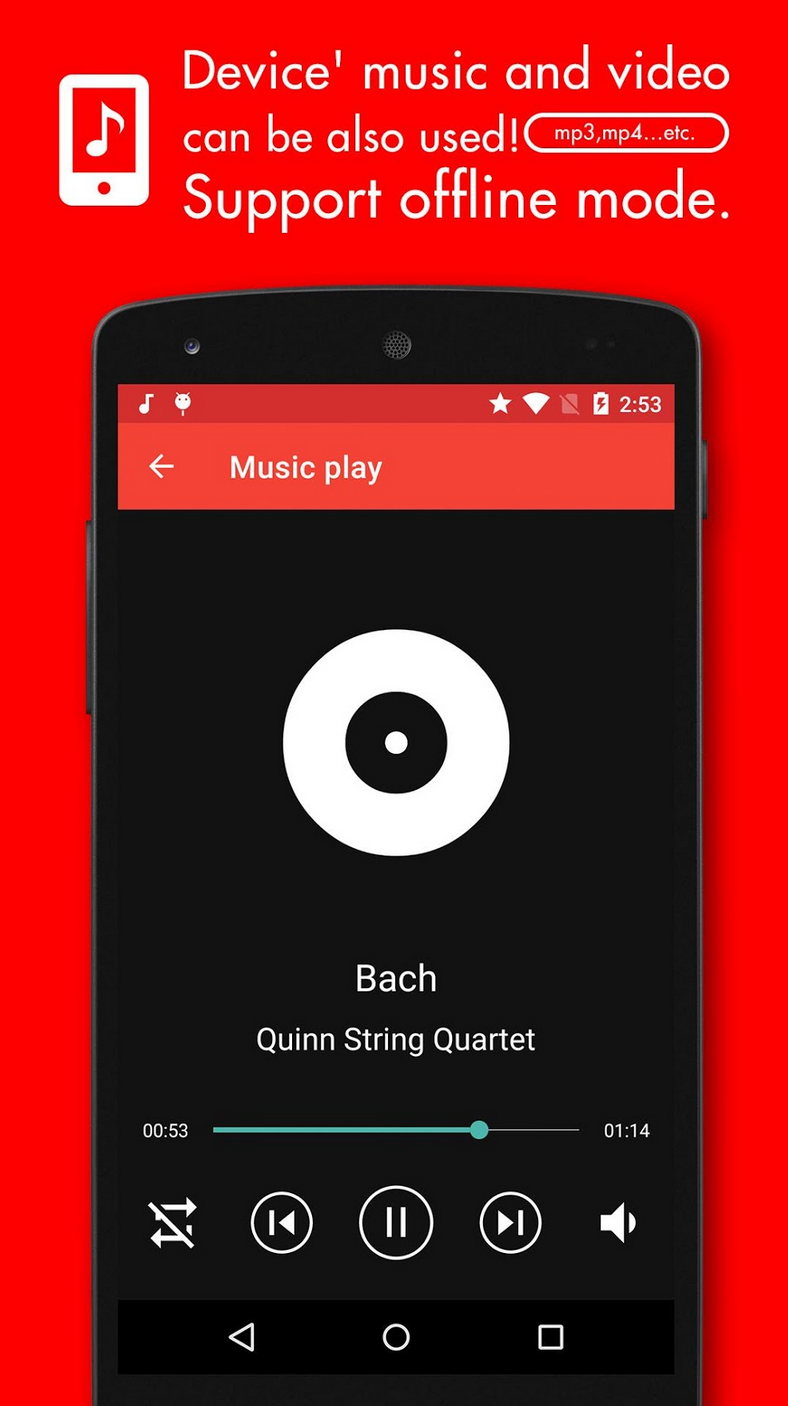 Device' music and video
can be also used! mp3,mp4...etc.
Support offline mode.
2:53
Music play
Bach
Quinn String Quartet
00:53 01:14